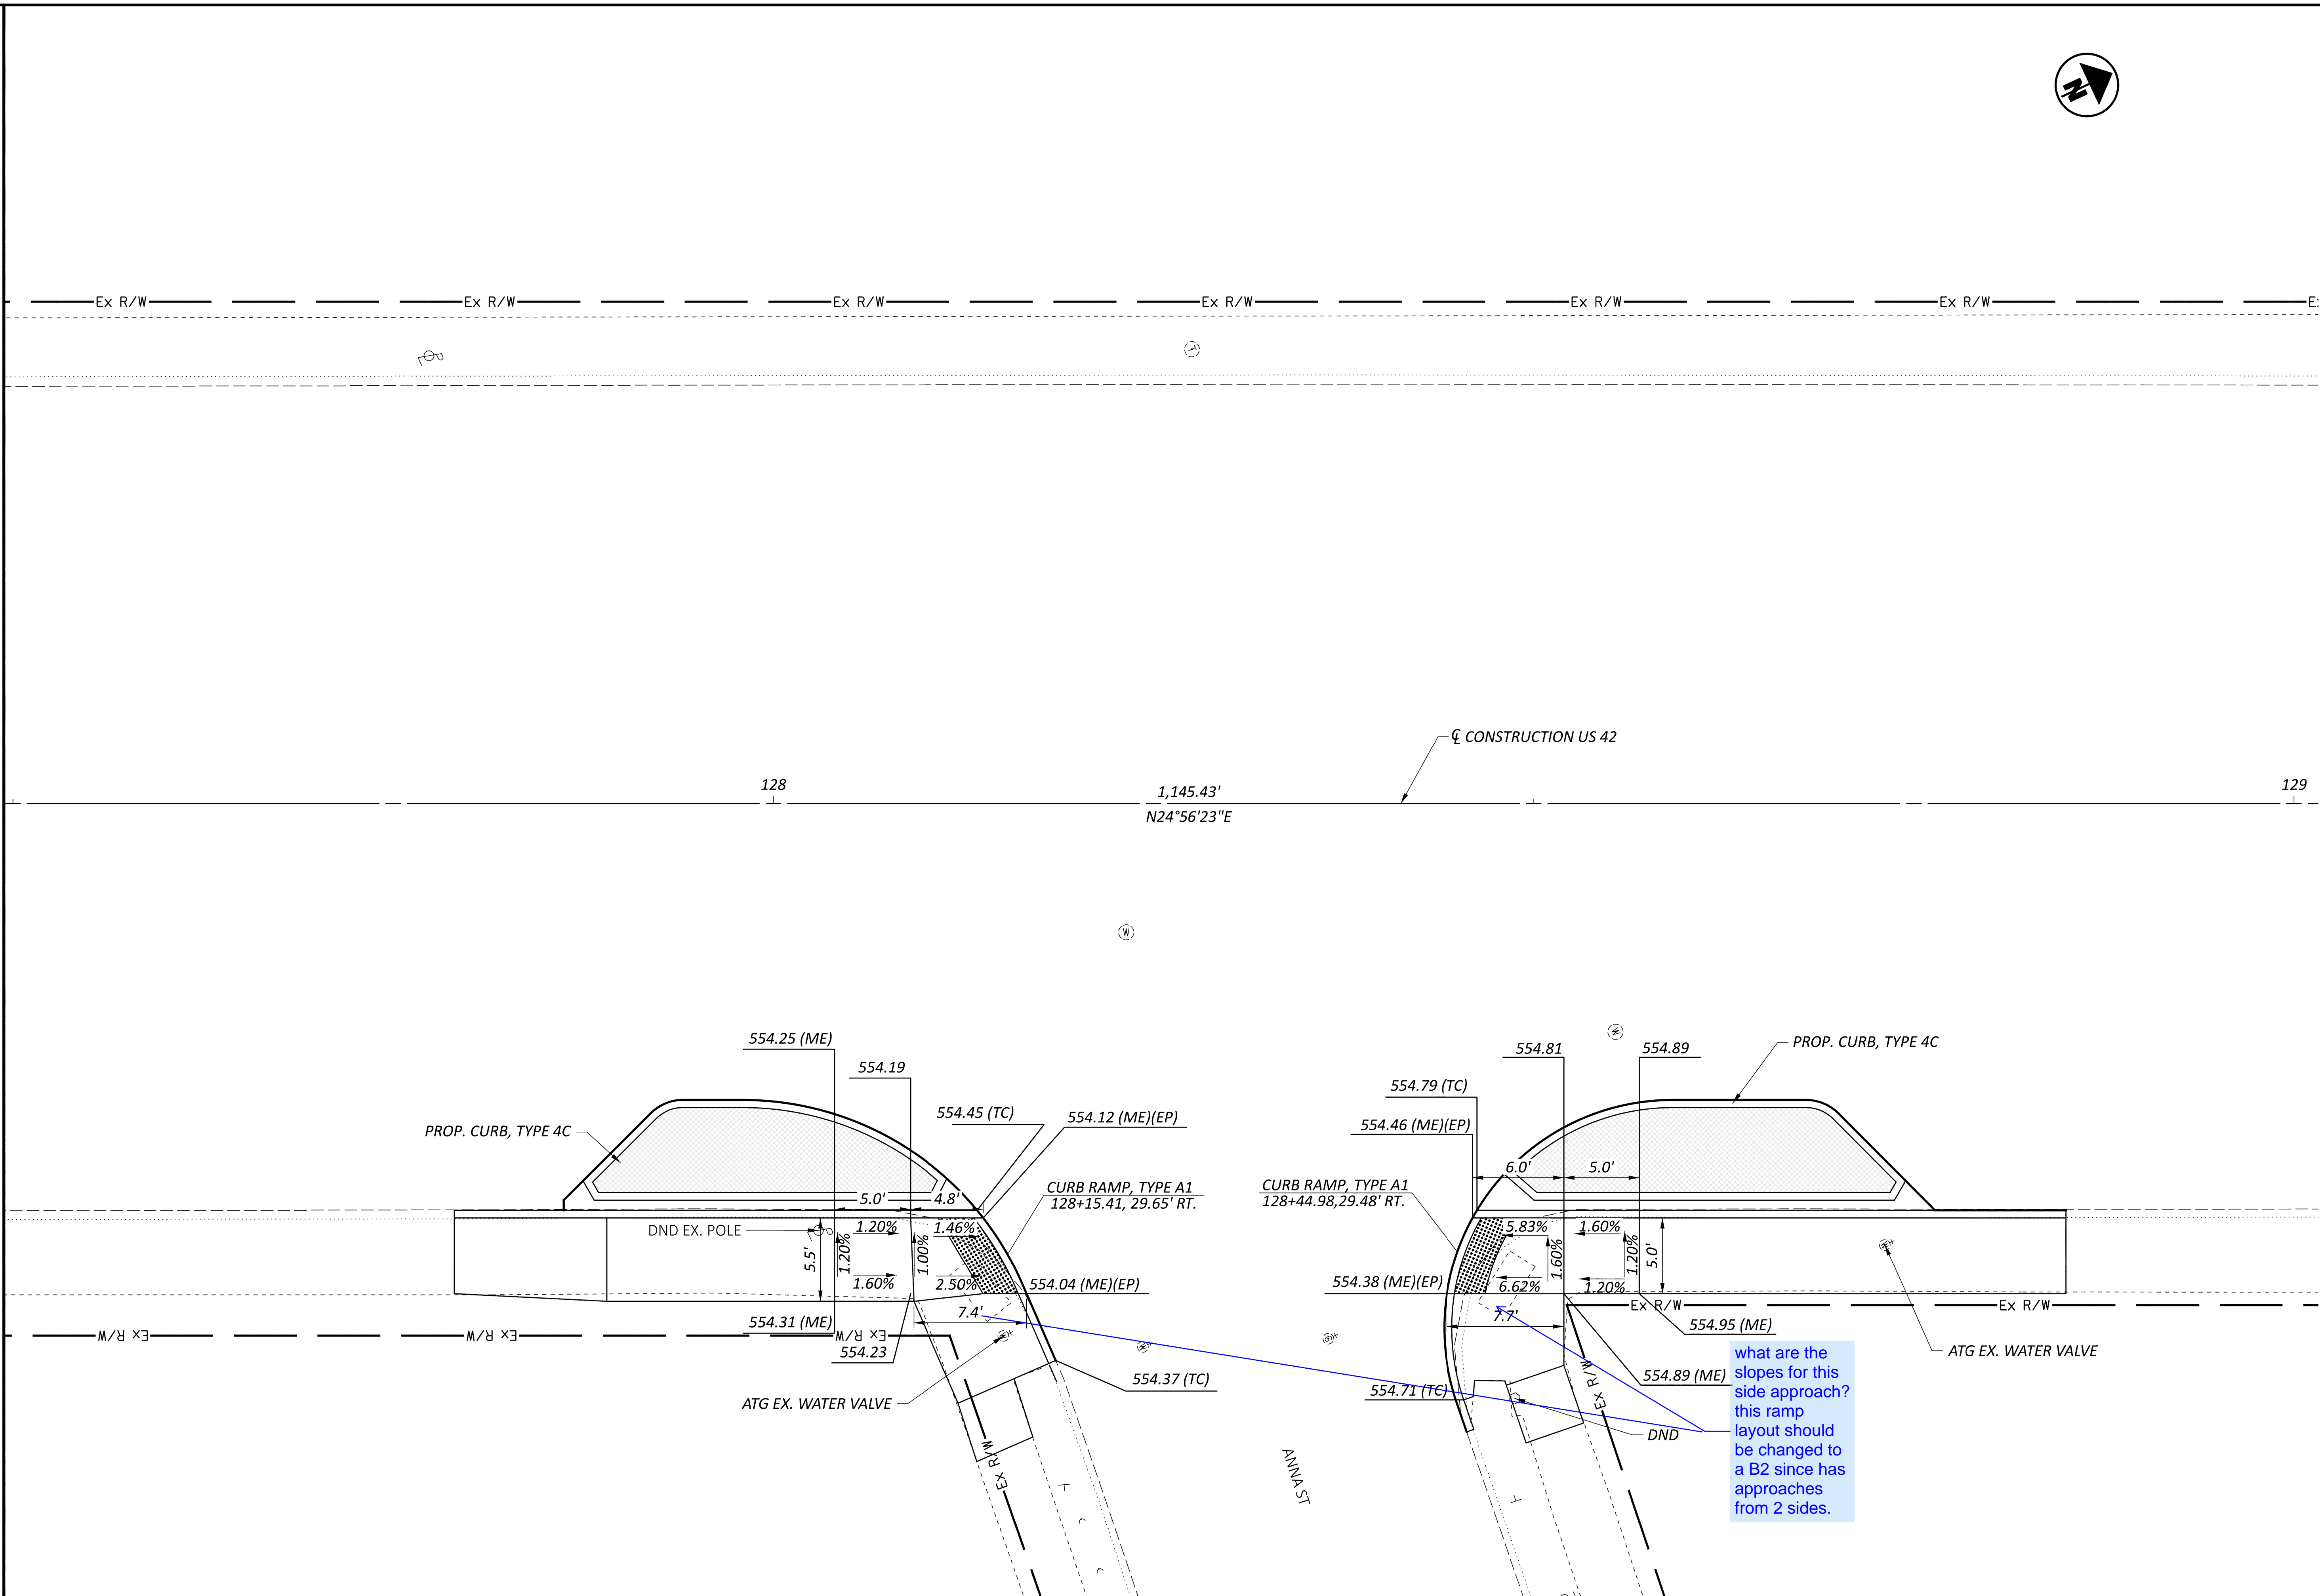 N
Ex R/W Ex R/W Ex R/W Ex R/W Ex R/W Ex R/W E
T
℄ CONSTRUCTION US 42
128
1,145.43'
129
N24°56'23"E
W
W
554.25 (ME)
554.19
554.45 (TC)
554.12 (ME)(EP)
PROP. CURB, TYPE 4C
CURB RAMP, TYPE A1
128+15.41, 29.65' RT.
5.0' 4.8'
DND EX. POLE
1.20%
1.46%
5.5'
1.20%
1.00%
1.60%
2.50%
554.04 (ME)(EP)
7.4'
554.31 (ME)
554.23
Ex R/W Ex R/W Ex R/W
ATG EX. WATER VALVE
554.37 (TC)
Ex R/W
554.81
554.89
PROP. CURB, TYPE 4C
554.79 (TC)
554.46 (ME)(EP)
6.0' 5.0'
CURB RAMP, TYPE A1
128+44.98,29.48' RT.
5.83%
1.60%
1.60%
1.20%
5.0'
554.38 (ME)(EP)
6.62%
1.20%
Ex R/W Ex R/W
7.7'
554.95 (ME)
ATG EX. WATER VALVE
554.89 (ME)
554.71 (TC)
Ex R/W
DND
ANNA ST
what are the
slopes for this
side approach?
this ramp
layout should
be changed to
a B2 since has
approaches
from 2 sides.